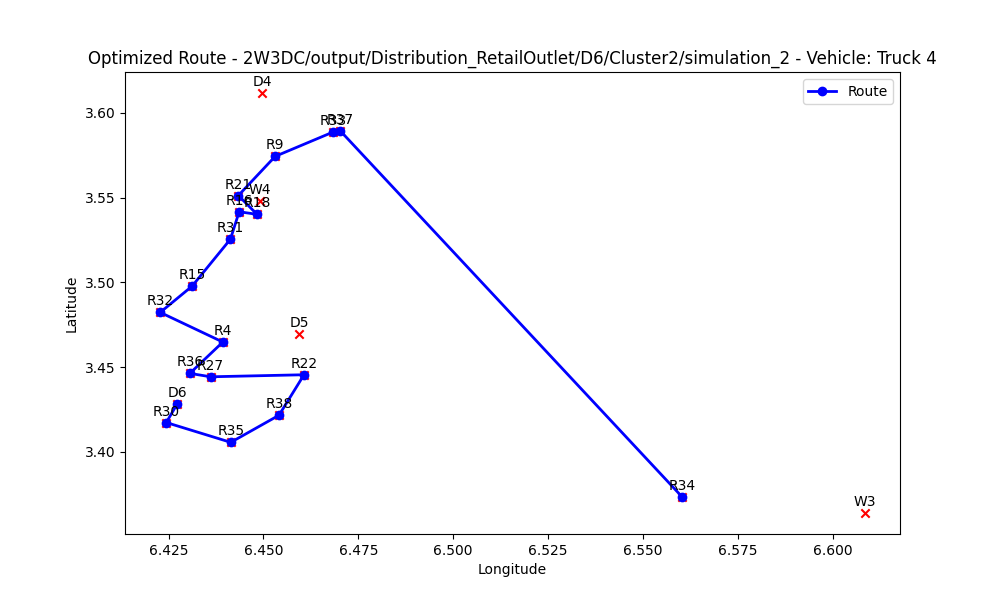 Optimized Route - 2W3DC/output/Distribution_RetailOutlet/D6/Cluster2/simulation_2 - Vehicle: Truck 4
Route
D4
R33
R37
R9
R21
W4
R16
R18
R31
R15
R32
D5
R4
R36
R27
R22
D6
R38
R30
R35
R34
W3
3.60
3.55
3.50
3.45
3.40
Latitude
6.425
6.450
6.475
6.500
6.525
6.550
6.575
6.600
Longitude